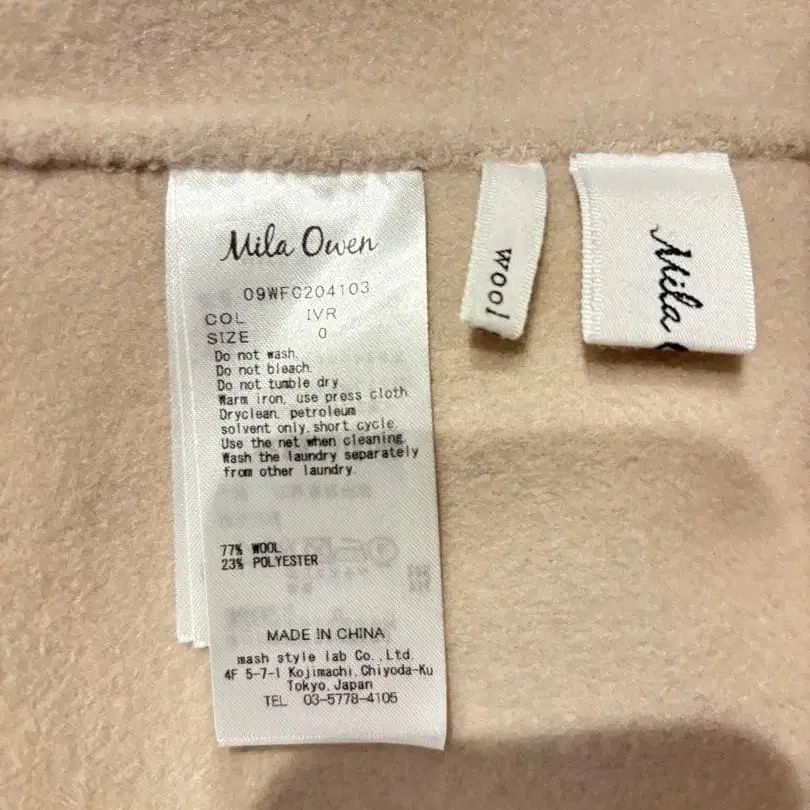 Mila Owen
09WFC204103
COL IVR
SIZE 0
Do not wash.
Do not bleach.
Do not tumble dry
Warm iron, use press cloth
Dryclean, petroleum
solvent only, short cycle
Use the net when cleaning.
Wash the laundry separately
from other laundry.
77% WOOL
23% POLYESTER
MADE IN CHINA
mash style lab Co.,Ltd.
4F 5-7-1 Kojimachi,Chiyoda-Ku
Tokyo,Japan
TEL 03-5778-4105
wool
Mila